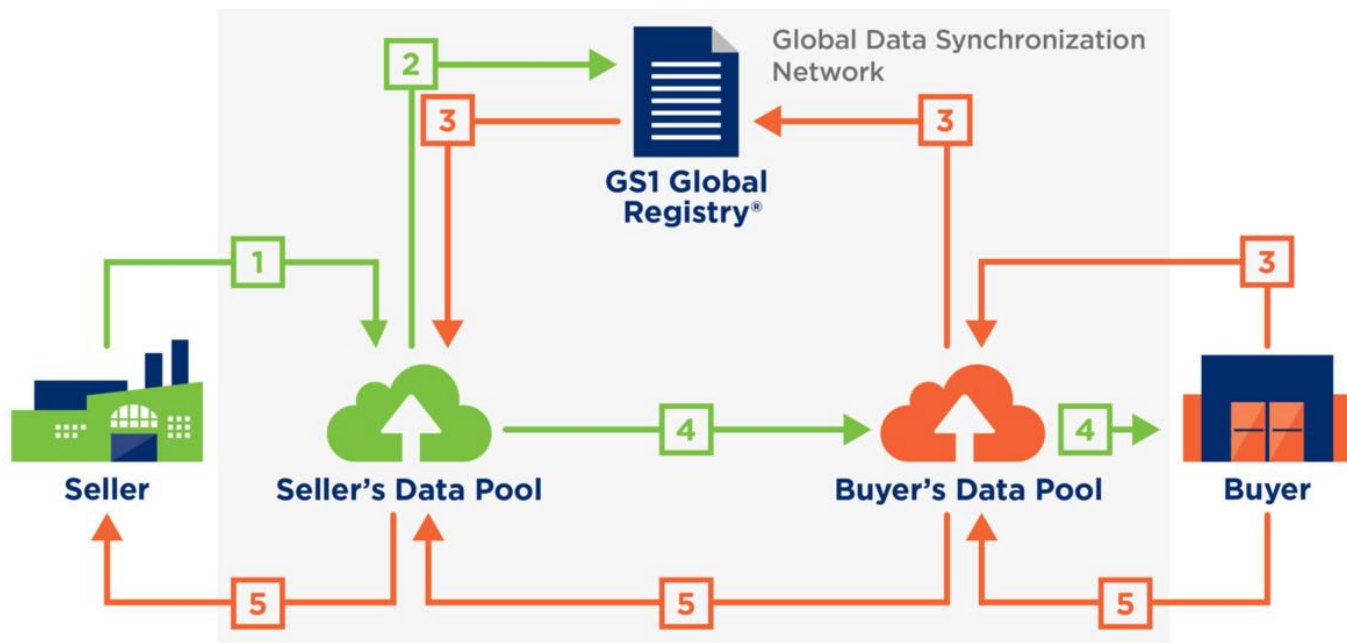 Global Data Synchronization
Network
2
3
3
GS1 Global
Registry®
1
3
4
4
Seller
Seller's Data Pool
Buyer's Data Pool
Buyer
5
5
5